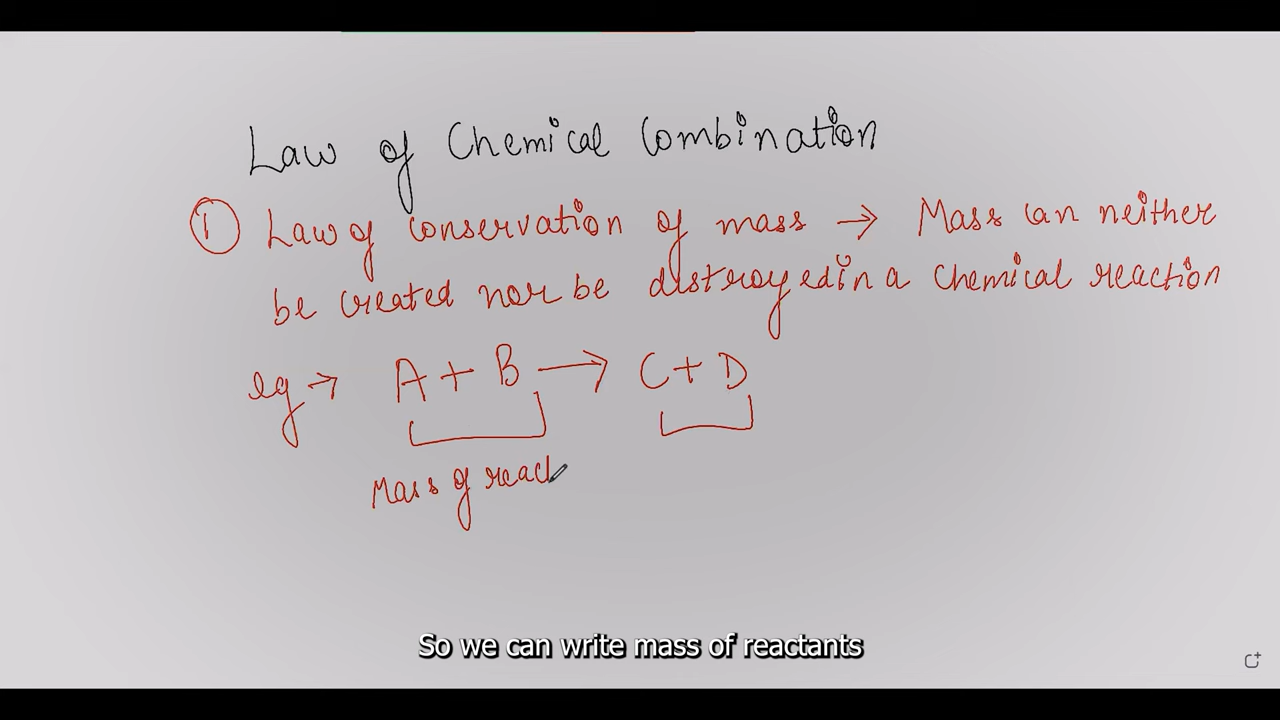 Law of Chemical Combination
1 Law of conservation of mass → Mass can neither
be created nor be destroyed in a chemical reaction
eg → A + B → C + D
Mass of react
So we can write mass of reactants